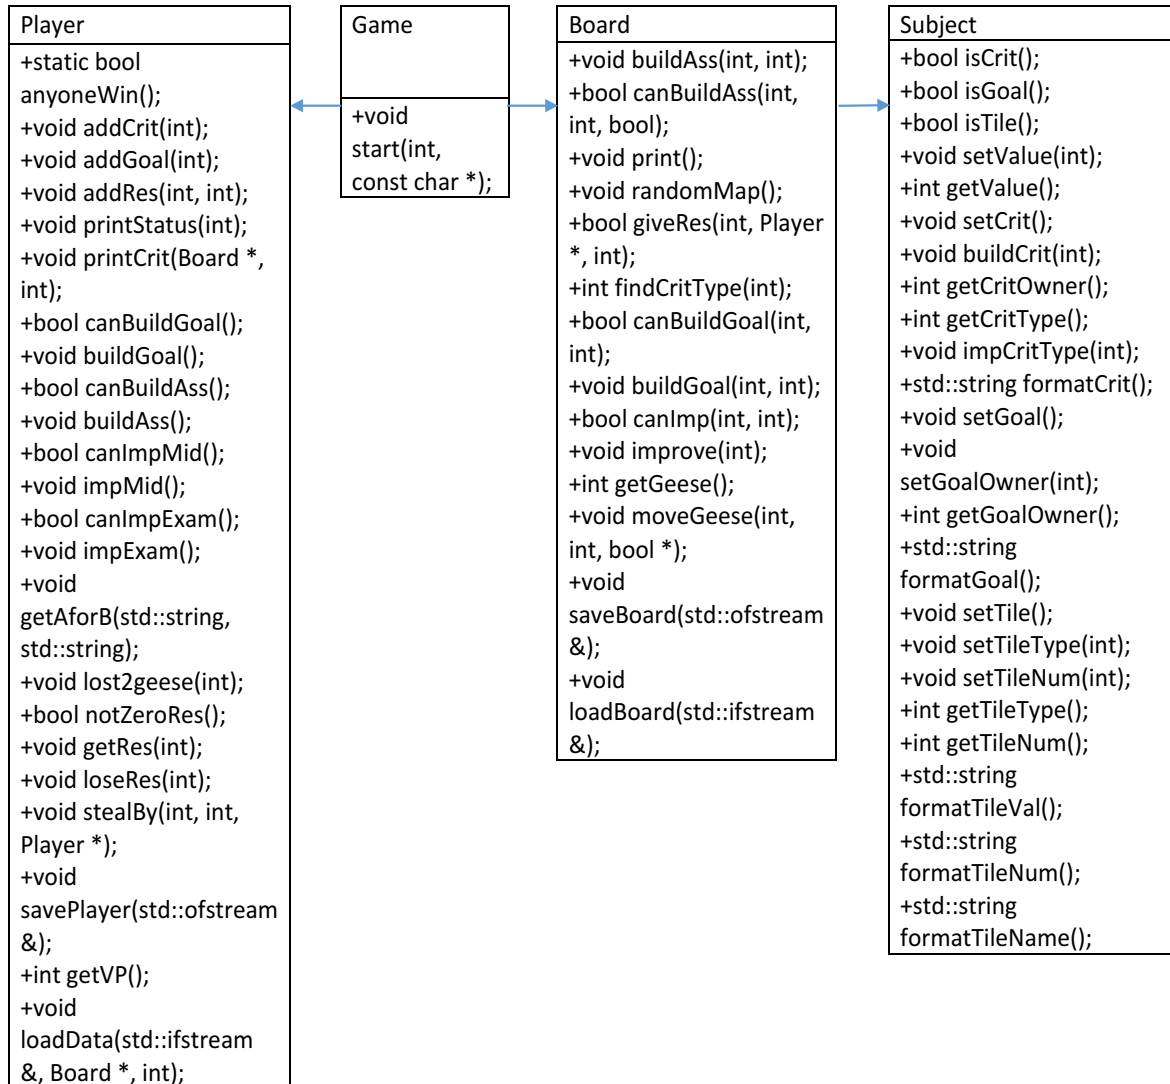 Player
+static bool
anyoneWin();
+void addCrit(int);
+void addGoal(int);
+void addRes(int, int);
+void printStatus(int);
+void printCrit(Board *,
int);
+bool canBuildGoal();
+void buildGoal();
+bool canBuildAss();
+void buildAss();
+bool canImpMid();
+void impMid();
+bool canImpExam();
+void impExam();
+void
getAforB(std::string,
std::string);
+void lost2geese(int);
+bool notZeroRes();
+void getRes(int);
+void loseRes(int);
+void stealBy(int, int,
Player *);
+void
savePlayer(std::ofstream
&);
+int getVP();
+void
loadData(std::ifstream
&, Board *, int);
Game
+void
start(int,
const char *);
Board
+void buildAss(int, int);
+bool canBuildAss(int,
int, bool);
+void print();
+void randomMap();
+bool giveRes(int, Player
*, int);
+int findCritType(int);
+bool canBuildGoal(int,
int);
+void buildGoal(int, int);
+bool canImp(int, int);
+void improve(int);
+int getGeese();
+void moveGeese(int,
int, bool *);
+void
saveBoard(std::ofstream
&);
+void
loadBoard(std::ifstream
&);
Subject
+bool isCrit();
+bool isGoal();
+bool isTile();
+void setValue(int);
+int getValue();
+void setCrit();
+void buildCrit(int);
+int getCritOwner();
+int getCritType();
+void impCritType(int);
+std::string formatCrit();
+void setGoal();
+void
setGoalOwner(int);
+int getGoalOwner();
+std::string
formatGoal();
+void setTile();
+void setTileType(int);
+void setTileNum(int);
+int getTileType();
+int getTileNum();
+std::string
formatTileVal();
+std::string
formatTileNum();
+std::string
formatTileName();